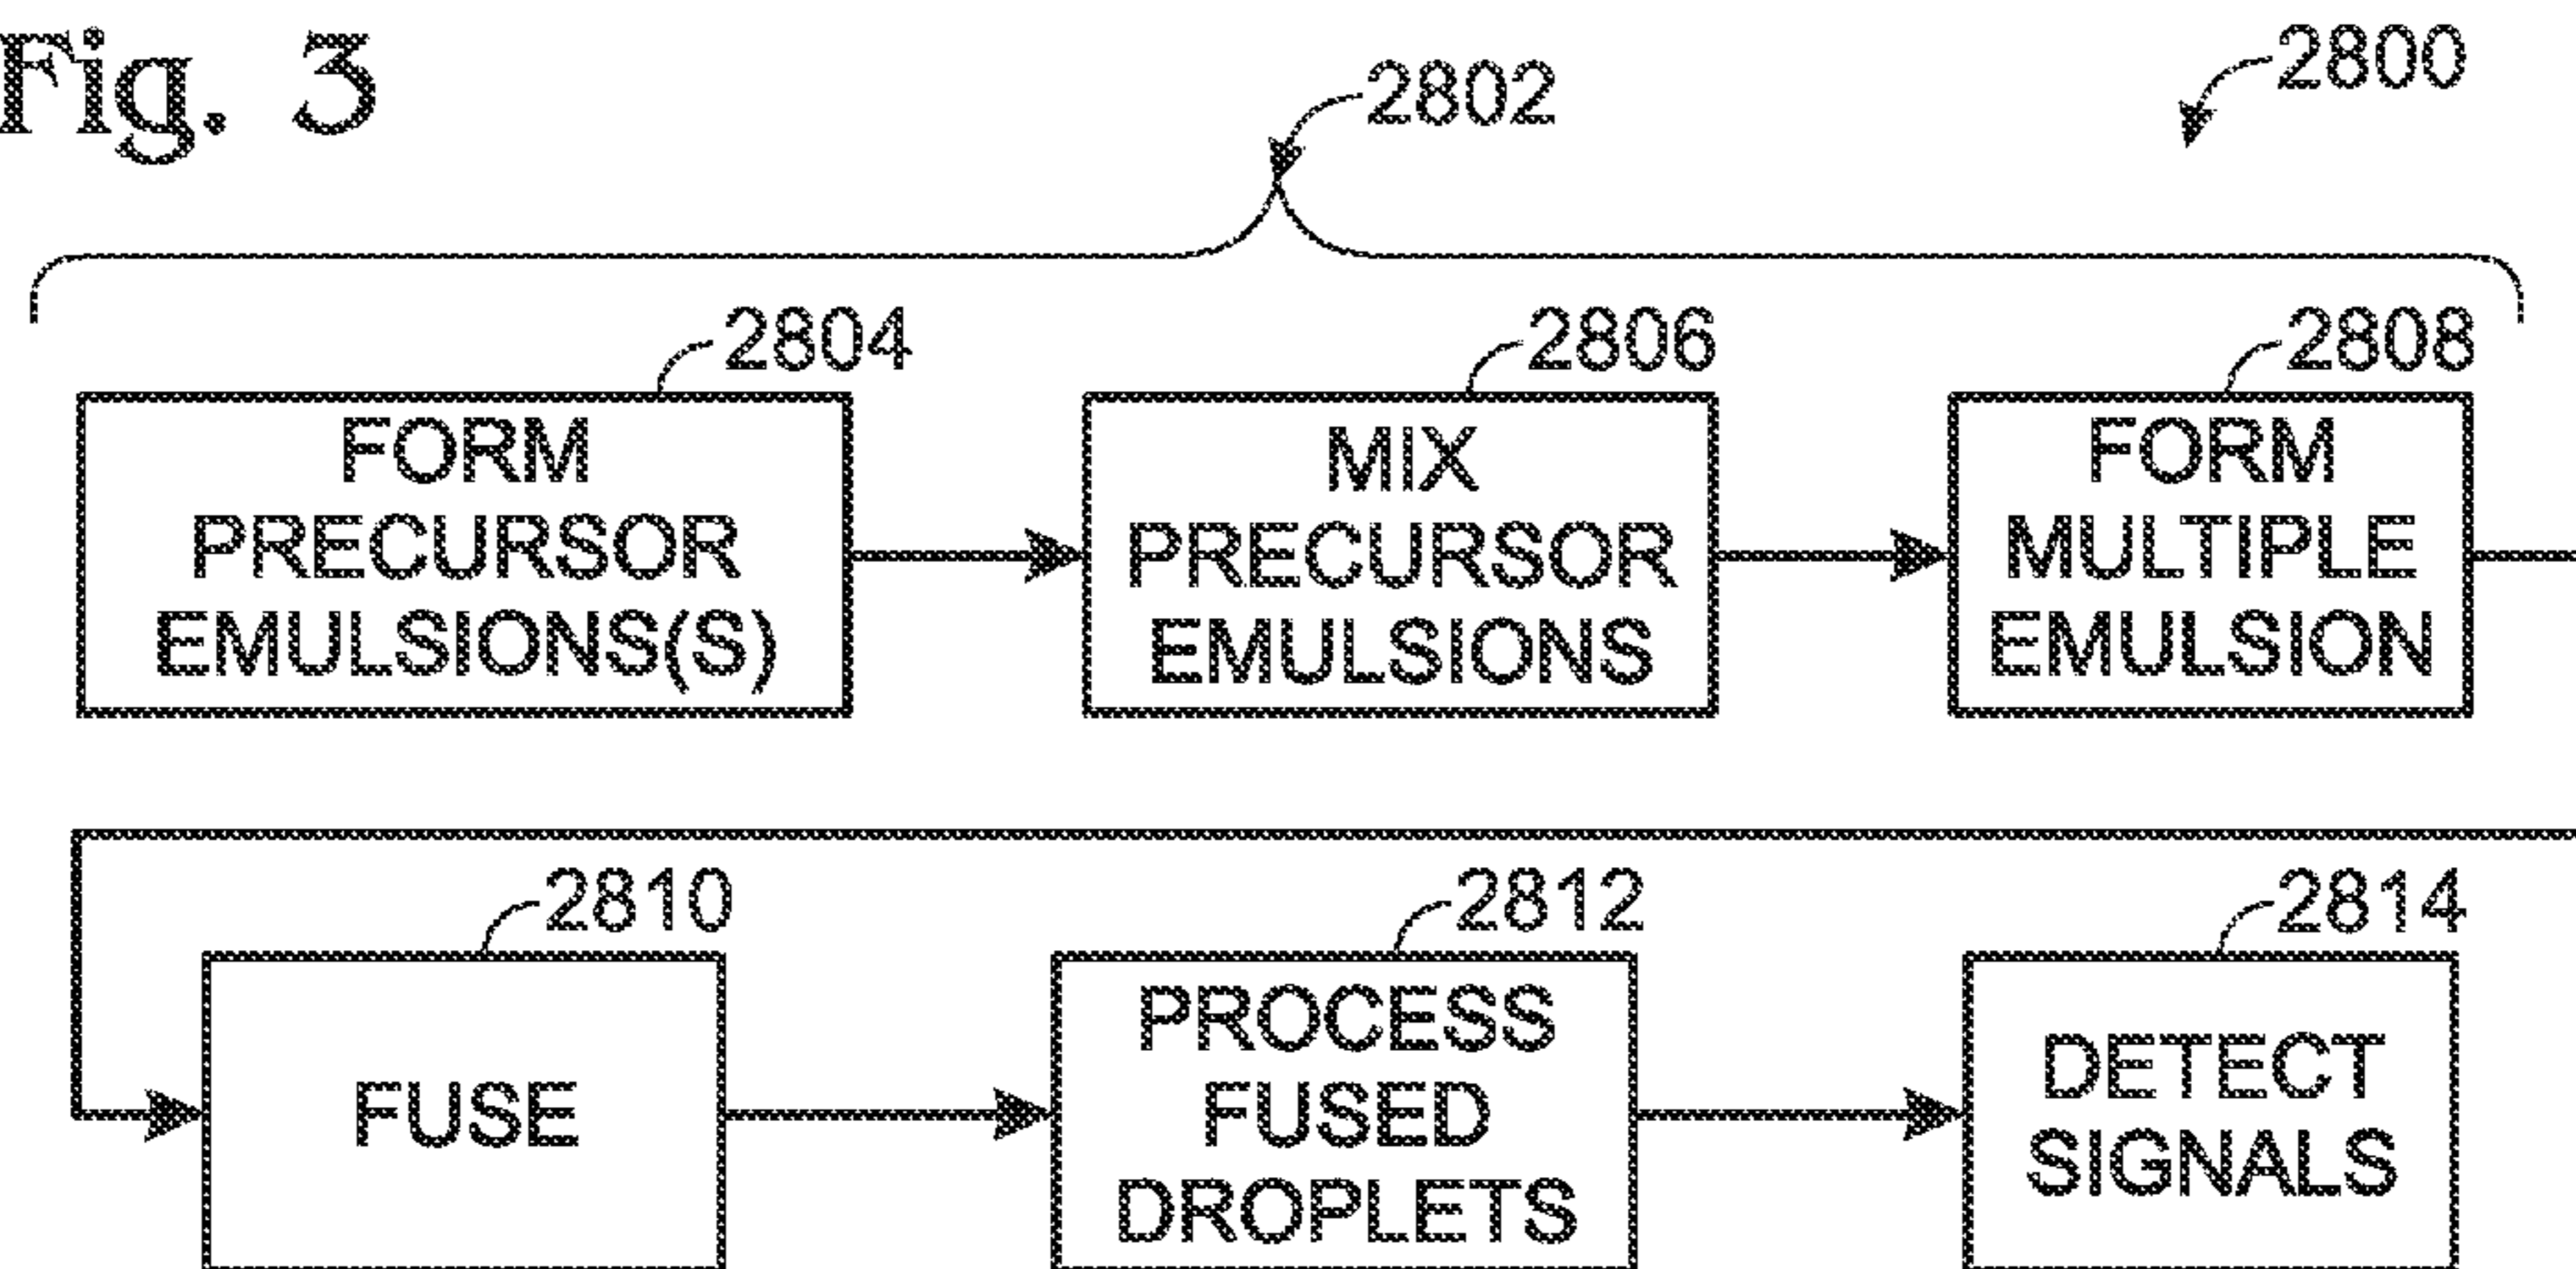 Fig. 3
2802
2800
2804
2806
2808
FORM
PRECURSOR
EMULSIONS(S)
MIX
PRECURSOR
EMULSIONS
FORM
MULTIPLE
EMULSION
2810
2812
2814
FUSE
PROCESS
FUSED
DROPLETS
DETECT
SIGNALS